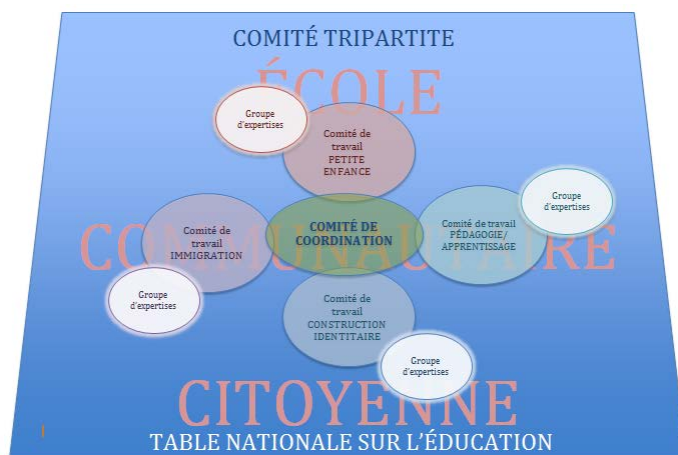 COMITÉ TRIPARTITE
ÉCOLE
Groupe
d'expertises
Comité de
travail
PETITE
ENFANCE
Groupe
d'expertises
Comité de
travail
IMMIGRATION
COMITÉ DE
COORDINATION
Comité de travail
PÉDAGOGIE/
APPRENTISSAGE
COMMUNAUTAIRE
Groupe
d'expertises
Comité de
travail
CONSTRUCTION
IDENTITAIRE
Groupe
d'expertises
CITOYENNE
TABLE NATIONALE SUR L'ÉDUCATION